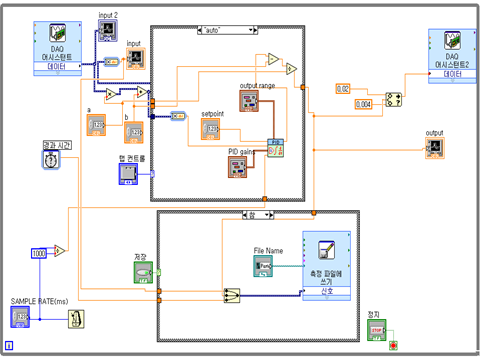 input 2
"auto"
DAQ
어시스턴트
데이터
input
DAQ
어시스턴트2
데이터
output range
0.02
0.004
a
b
setpoint
output
경과 시간
PID gains
탭 컨트롤
참
1000
저장
File Name
측정 파일에
쓰기
신호
SAMPLE RATE(ms)
정지
STOP
i